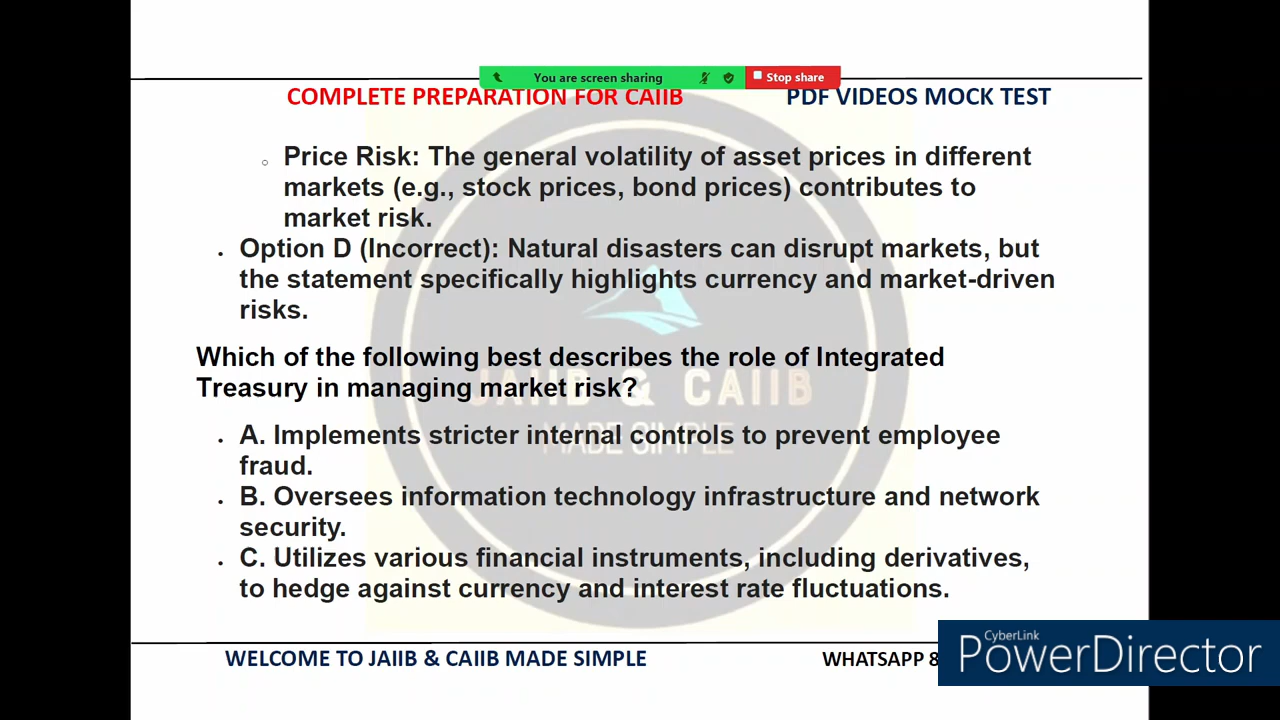 You are screen sharing Stop share
COMPLETE PREPARATION FOR CAIIB PDF VIDEOS MOCK TEST
Price Risk: The general volatility of asset prices in different
markets (e.g., stock prices, bond prices) contributes to
market risk.
Option D (Incorrect): Natural disasters can disrupt markets, but
the statement specifically highlights currency and market-driven
risks.
Which of the following best describes the role of Integrated
Treasury in managing market risk?
JAIIB & CAIIB
MADE SIMPLE
A. Implements stricter internal controls to prevent employee
fraud.
B. Oversees information technology infrastructure and network
security.
C. Utilizes various financial instruments, including derivatives,
to hedge against currency and interest rate fluctuations.
WELCOME TO JAIIB & CAIIB MADE SIMPLE WHATSAPP 8
CyberLink
PowerDirector